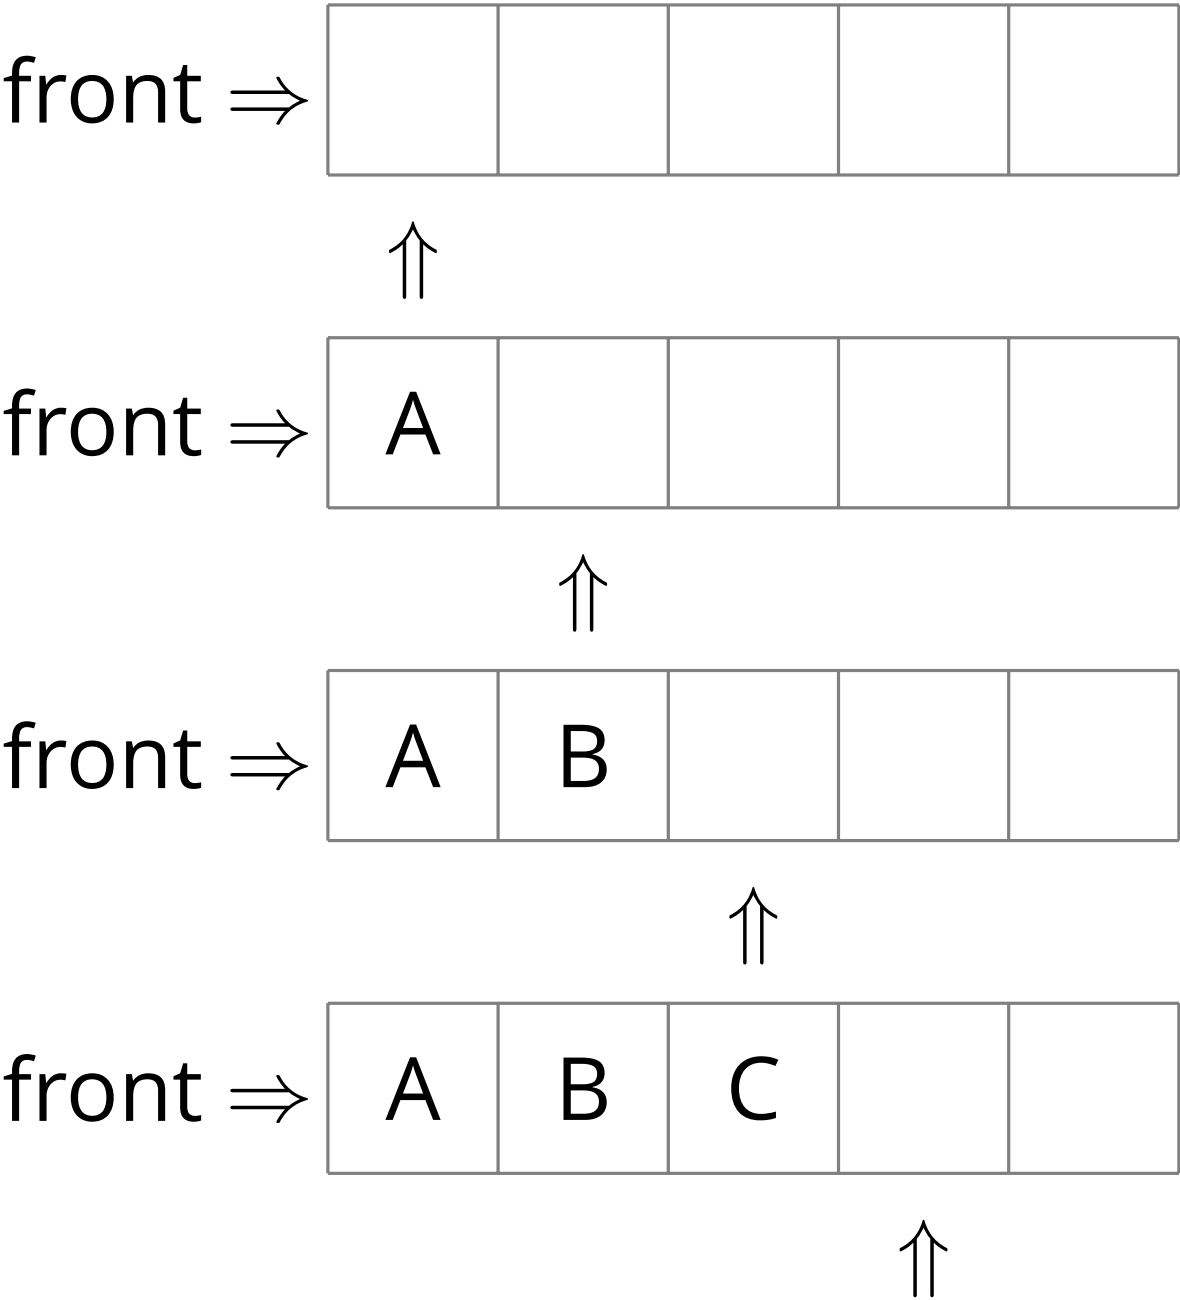 front ⇒
⇑
front ⇒ A
⇑
front ⇒ A B
⇑
front ⇒ A B C
⇑